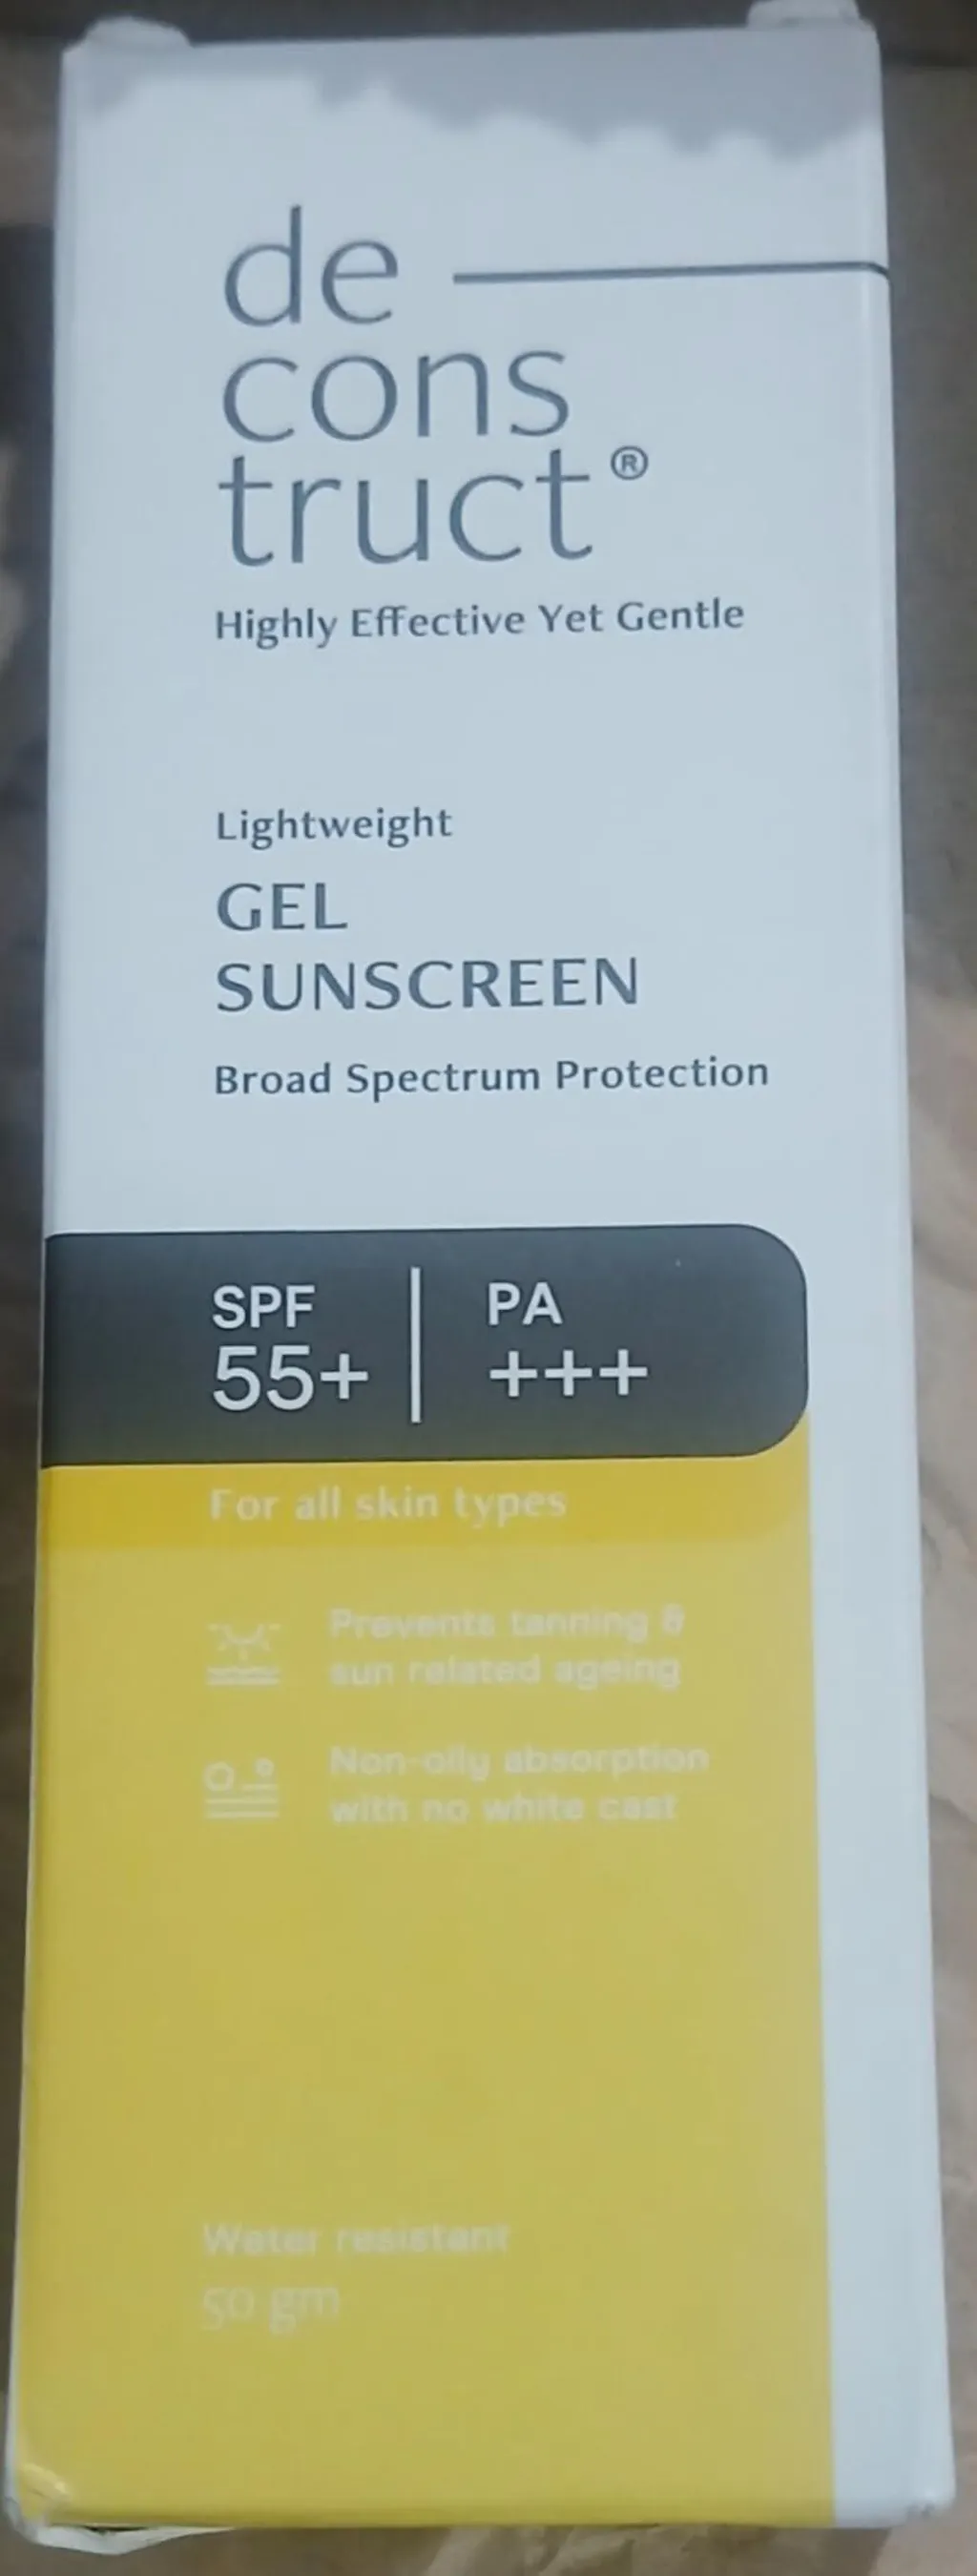 de
cons
truct®
Highly Effective Yet Gentle
Lightweight
GEL
SUNSCREEN
Broad Spectrum Protection
SPF
55+
PA
+++
For all skin types
Prevents tanning &
sun related ageing
Non-oily absorption
with no white cast
Water resistant
50 gm